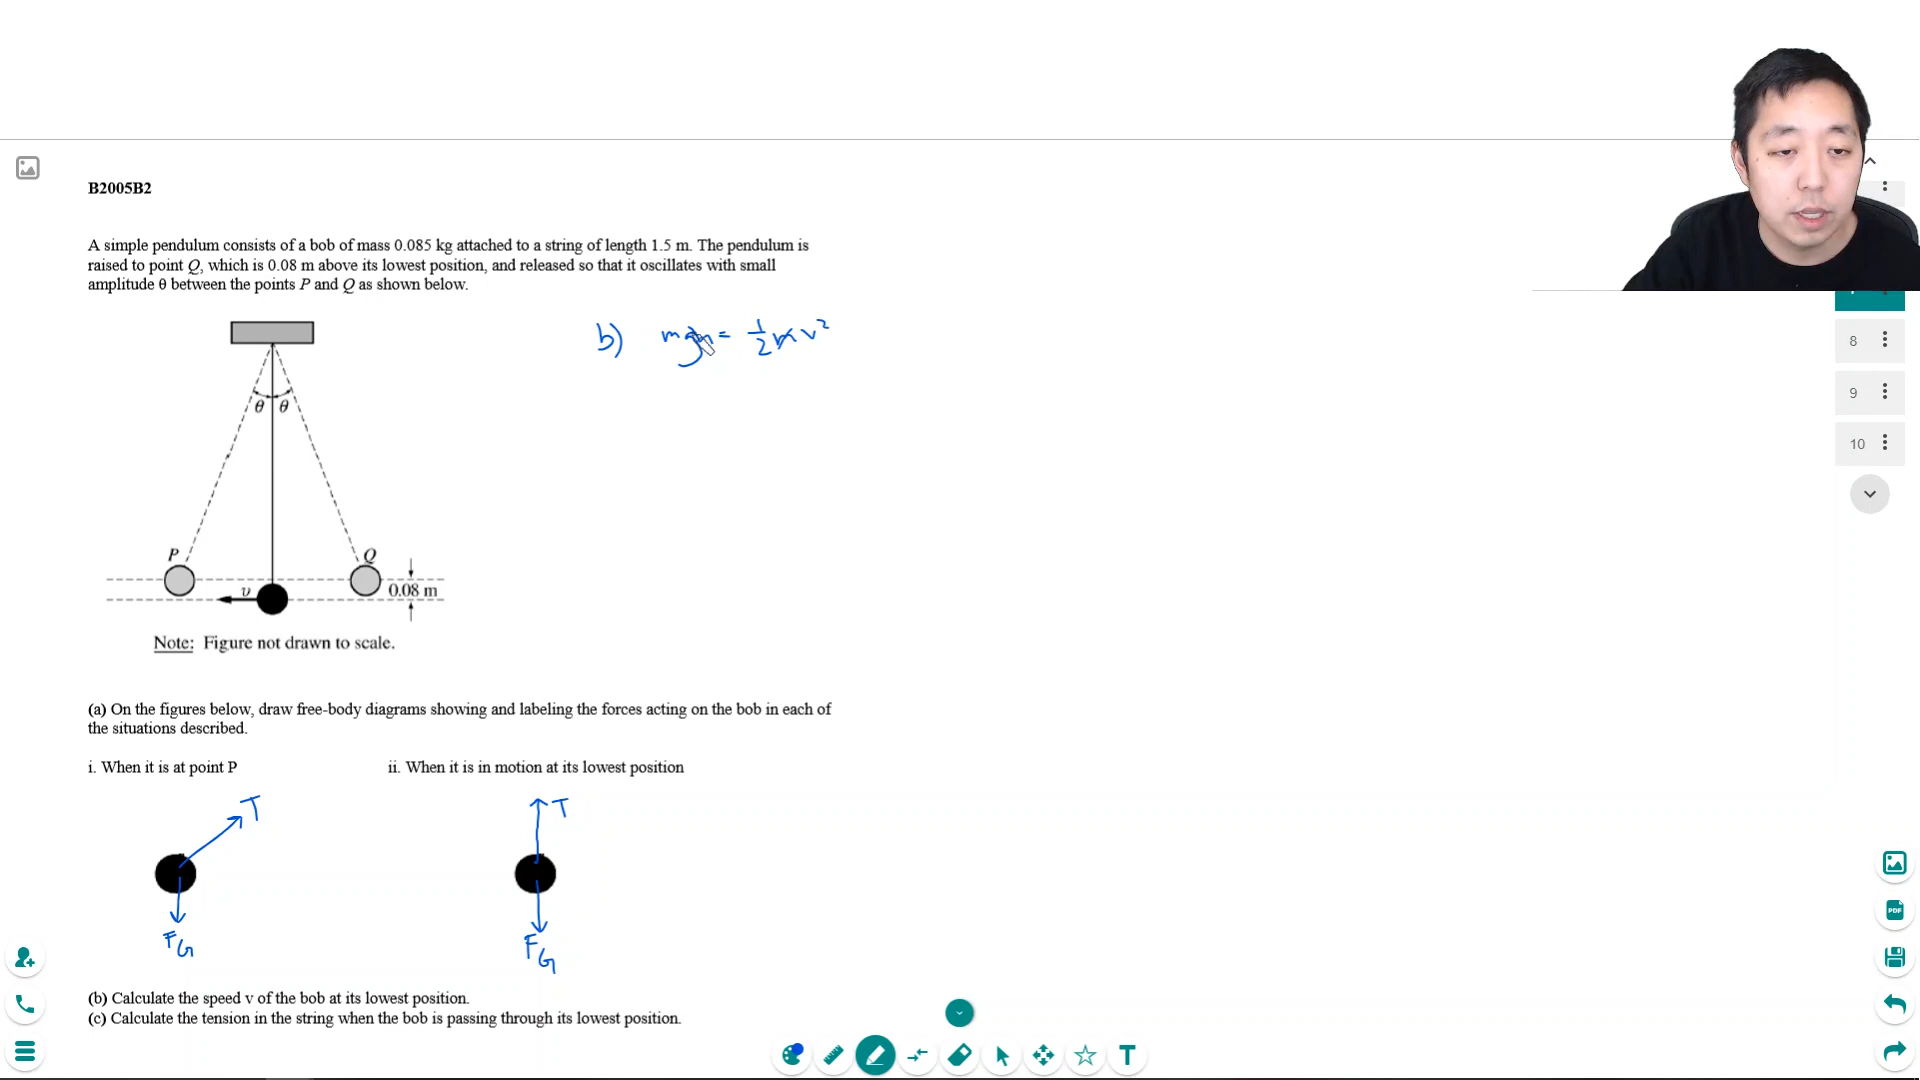 B2005B2
A simple pendulum consists of a bob of mass 0.085 kg attached to a string of length 1.5 m. The pendulum is
raised to point Q, which is 0.08 m above its lowest position, and released so that it oscillates with small
amplitude θ between the points P and Q as shown below.
b) mgh = 1/2 mv²
θ θ
P
Q
υ
0.08 m
Note: Figure not drawn to scale.
(a) On the figures below, draw free-body diagrams showing and labeling the forces acting on the bob in each of
the situations described.
i. When it is at point P
ii. When it is in motion at its lowest position
T
T
FG
FG
(b) Calculate the speed v of the bob at its lowest position.
(c) Calculate the tension in the string when the bob is passing through its lowest position.
8
9
10
PDF
T